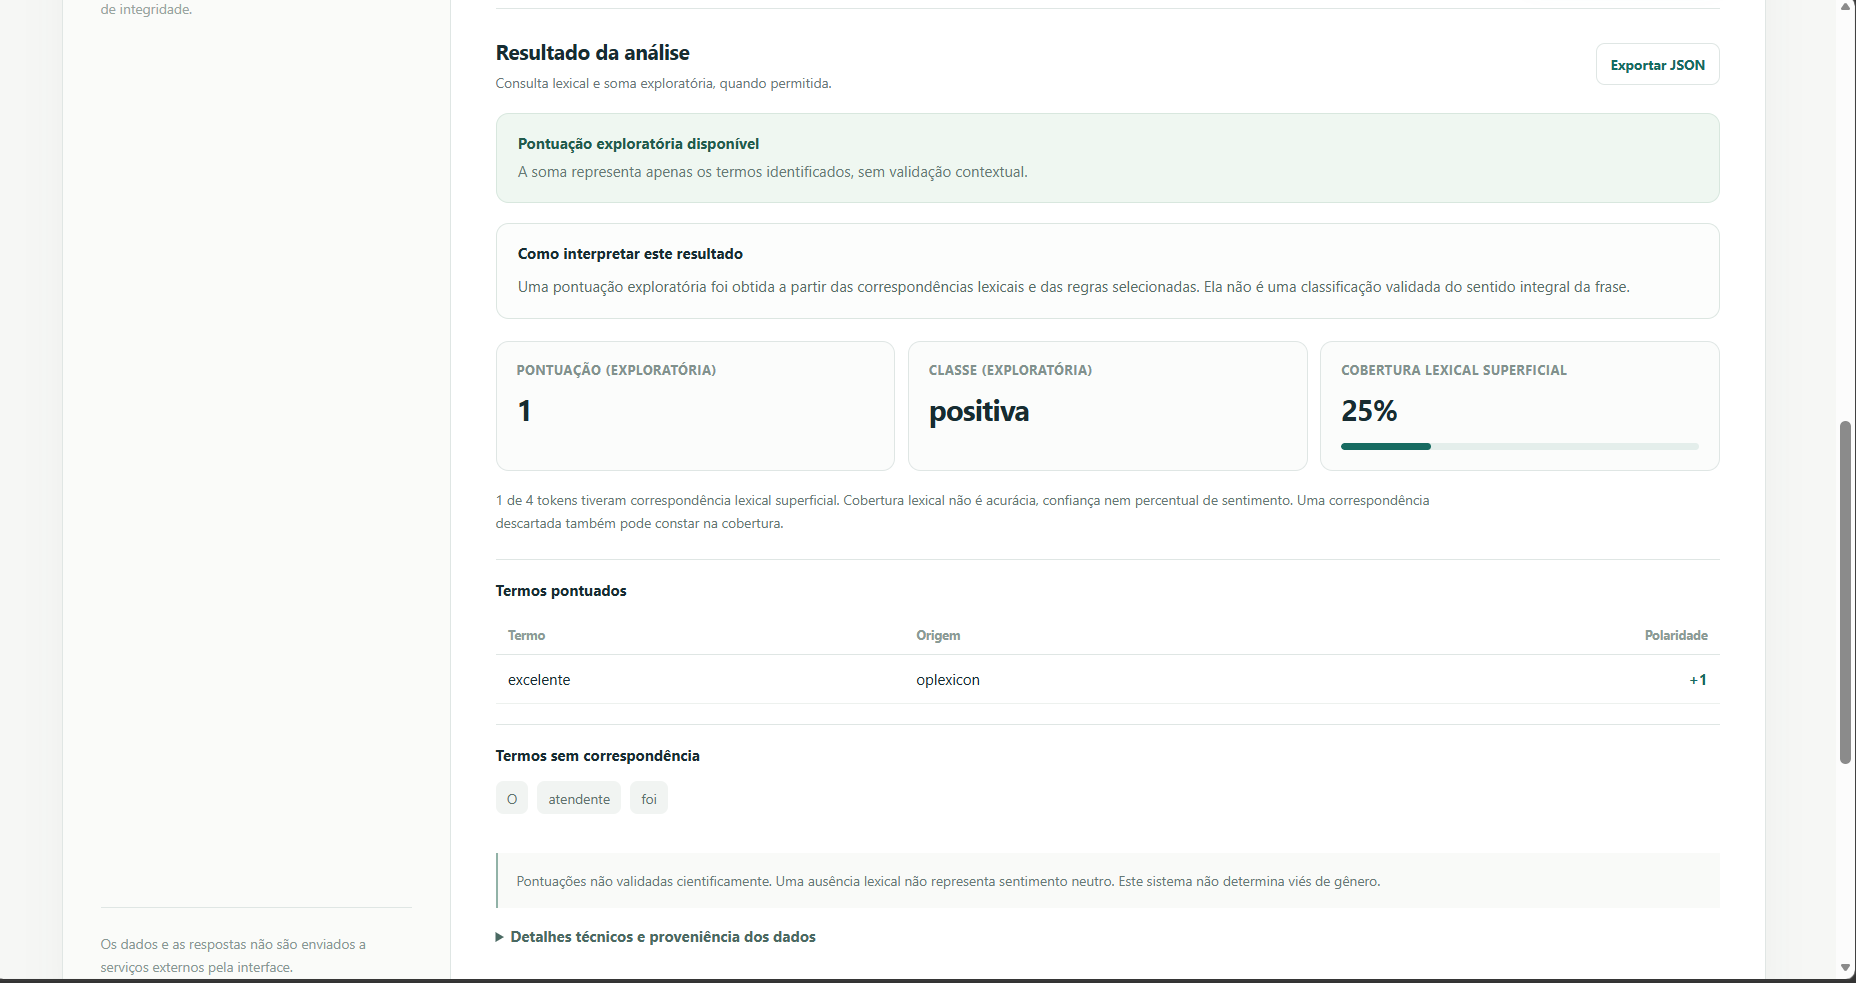 de integridade.
Resultado da análise
Exportar JSON
Consulta lexical e soma exploratória, quando permitida.
Pontuação exploratória disponível
A soma representa apenas os termos identificados, sem validação contextual.
Como interpretar este resultado
Uma pontuação exploratória foi obtida a partir das correspondências lexicais e das regras selecionadas. Ela não é uma classificação validada do sentido integral da frase.
PONTUAÇÃO (EXPLORATÓRIA)
1
CLASSE (EXPLORATÓRIA)
positiva
COBERTURA LEXICAL SUPERFICIAL
25%
1 de 4 tokens tiveram correspondência lexical superficial. Cobertura lexical não é acurácia, confiança nem percentual de sentimento. Uma correspondência
descartada também pode constar na cobertura.
Termos pontuados
Termo Origem Polaridade
excelente oplexicon +1
Termos sem correspondência
O atendente foi
Pontuações não validadas cientificamente. Uma ausência lexical não representa sentimento neutro. Este sistema não determina viés de gênero.
Detalhes técnicos e proveniência dos dados
Os dados e as respostas não são enviados a
serviços externos pela interface.